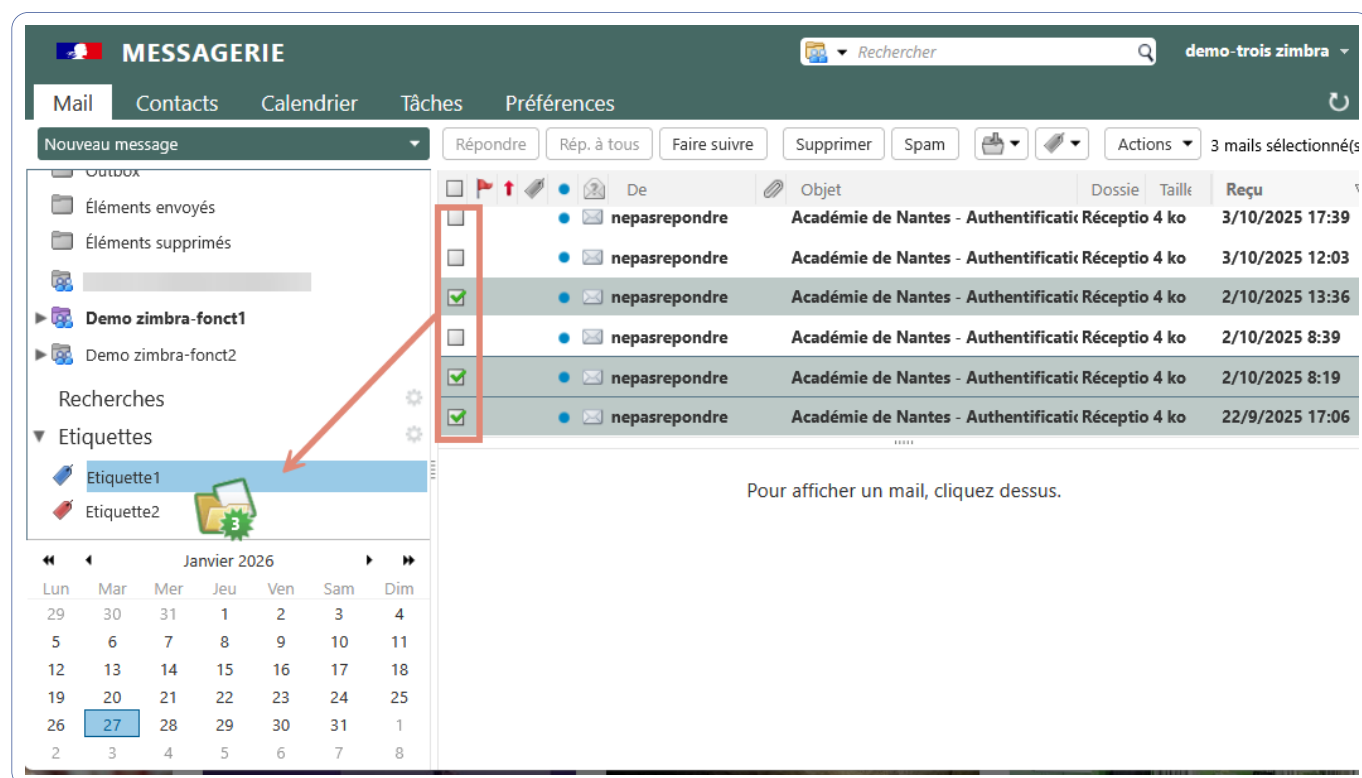 MESSAGERIE
Rechercher
demo-trois zimbra
Mail Contacts Calendrier Tâches Préférences
Nouveau message Répondre Rép. à tous Faire suivre Supprimer Spam Actions 3 mails sélectionné(s
Outbox
Éléments envoyés
Éléments supprimés
Demo zimbra-fonct1
Demo zimbra-fonct2
Recherches
Etiquettes
Etiquette1
Etiquette2
3
De Objet Dossie Taille Reçu
nepasrepondre Académie de Nantes - Authentificatic Réceptio 4 ko 3/10/2025 17:39
nepasrepondre Académie de Nantes - Authentificatic Réceptio 4 ko 3/10/2025 12:03
nepasrepondre Académie de Nantes - Authentificatic Réceptio 4 ko 2/10/2025 13:36
nepasrepondre Académie de Nantes - Authentificatic Réceptio 4 ko 2/10/2025 8:39
nepasrepondre Académie de Nantes - Authentificatic Réceptio 4 ko 2/10/2025 8:19
nepasrepondre Académie de Nantes - Authentificatic Réceptio 4 ko 22/9/2025 17:06
Pour afficher un mail, cliquez dessus.
Janvier 2026
Lun Mar Mer Jeu Ven Sam Dim
29 30 31 1 2 3 4
5 6 7 8 9 10 11
12 13 14 15 16 17 18
19 20 21 22 23 24 25
26 27 28 29 30 31 1
2 3 4 5 6 7 8